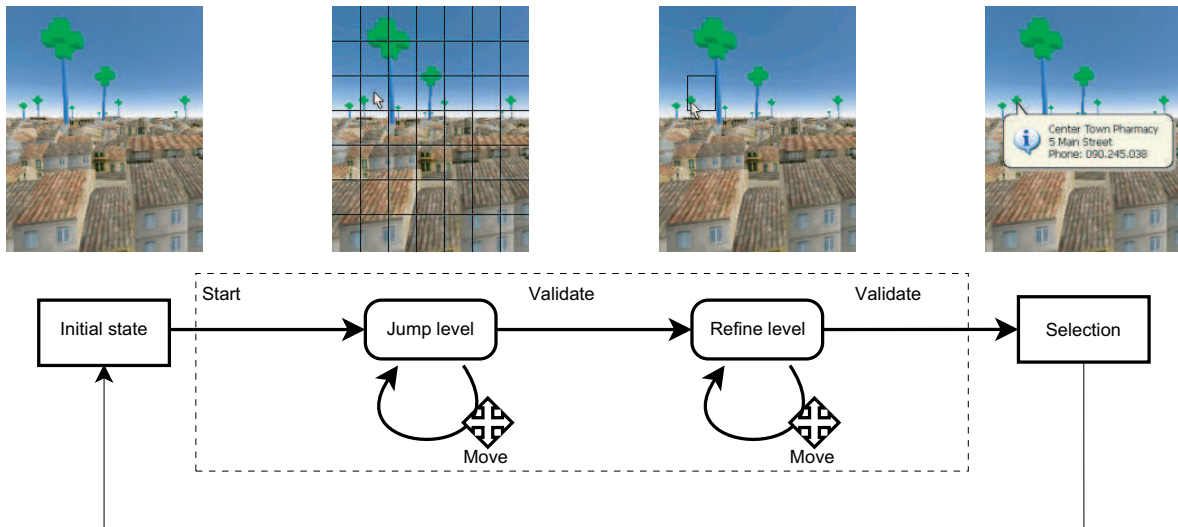 Center Town Pharmacy
5 Main Street
Phone: 090.245.038
Start
Validate
Validate
Initial state
Jump level
Refine level
Selection
Move
Move